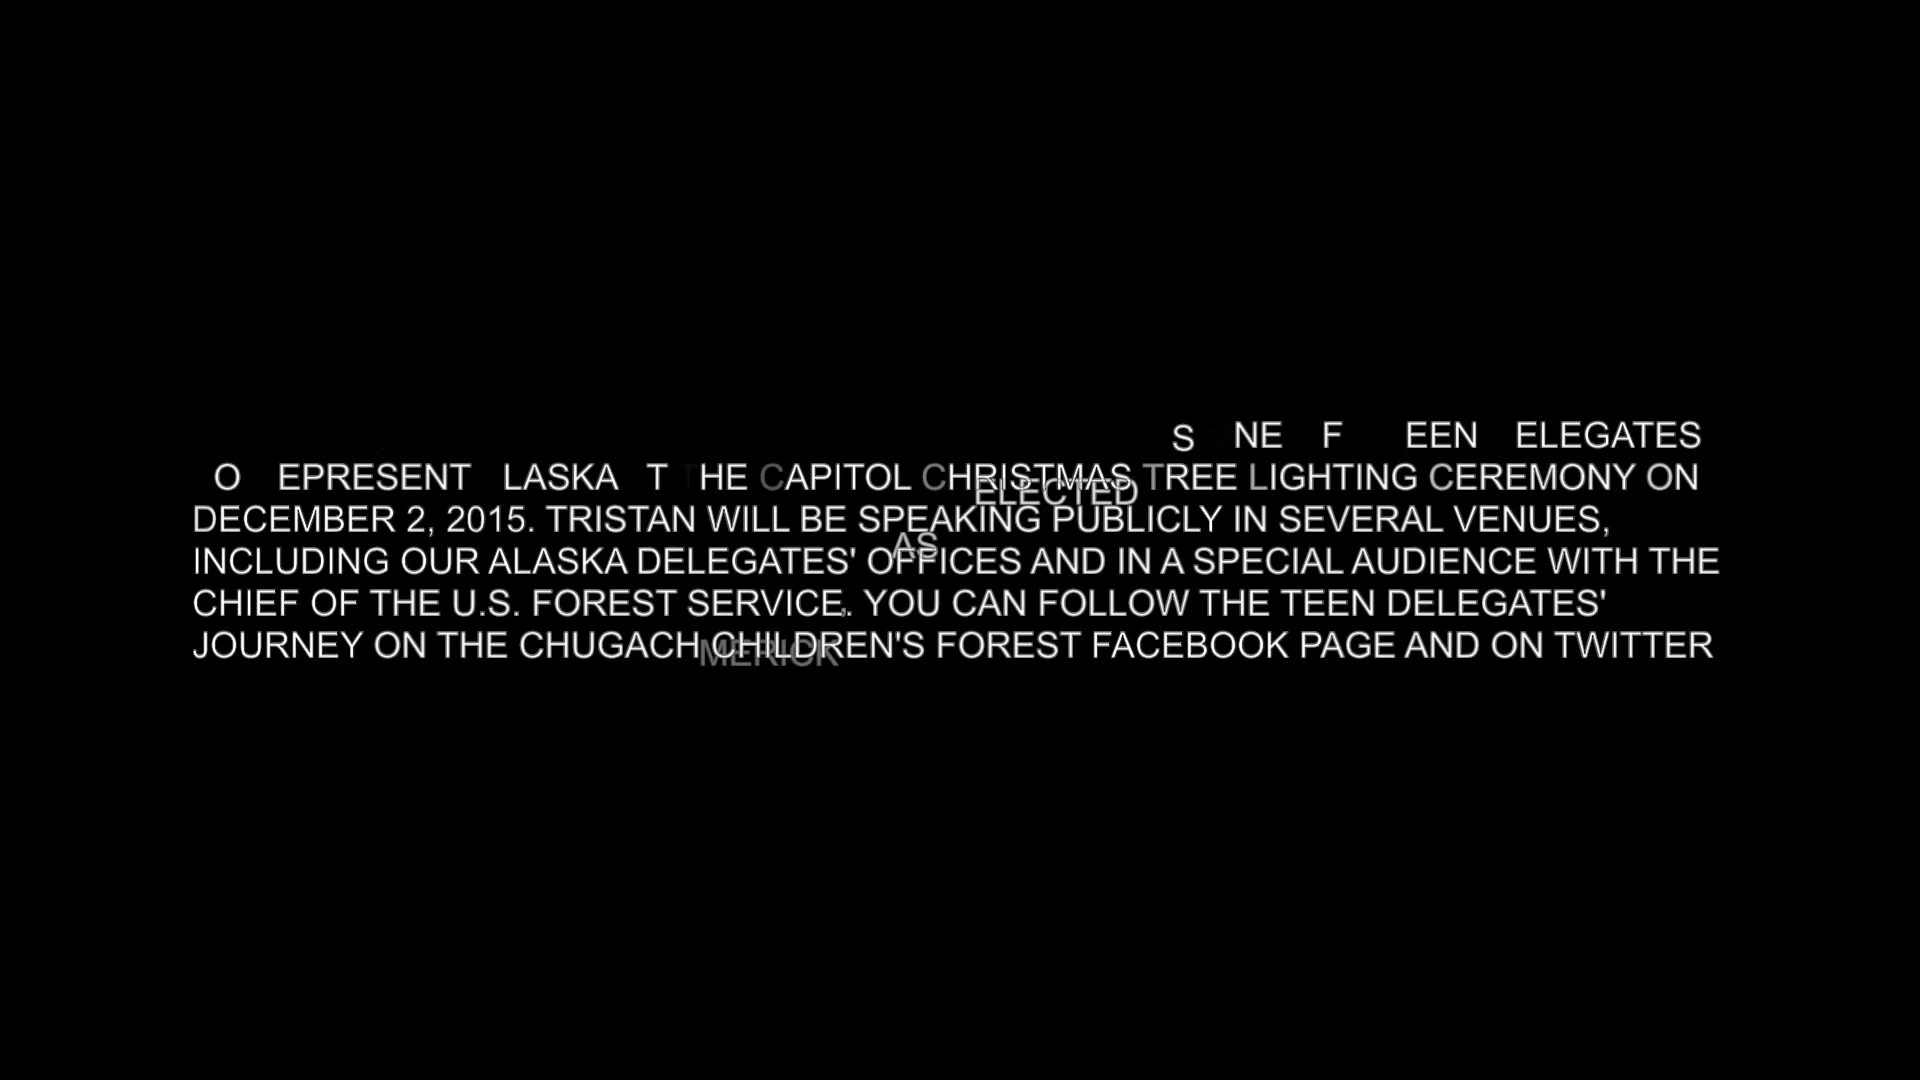 S NE F EEN ELEGATES
O EPRESENT LASKA T HE CAPITOL CHRISTMAS TREE LIGHTING CEREMONY ON
ELECTED
DECEMBER 2, 2015. TRISTAN WILL BE SPEAKING PUBLICLY IN SEVERAL VENUES,
AS
INCLUDING OUR ALASKA DELEGATES' OFFICES AND IN A SPECIAL AUDIENCE WITH THE
CHIEF OF THE U.S. FOREST SERVICE,. YOU CAN FOLLOW THE TEEN DELEGATES'
JOURNEY ON THE CHUGACH CHILDREN'S FOREST FACEBOOK PAGE AND ON TWITTER
MERICK